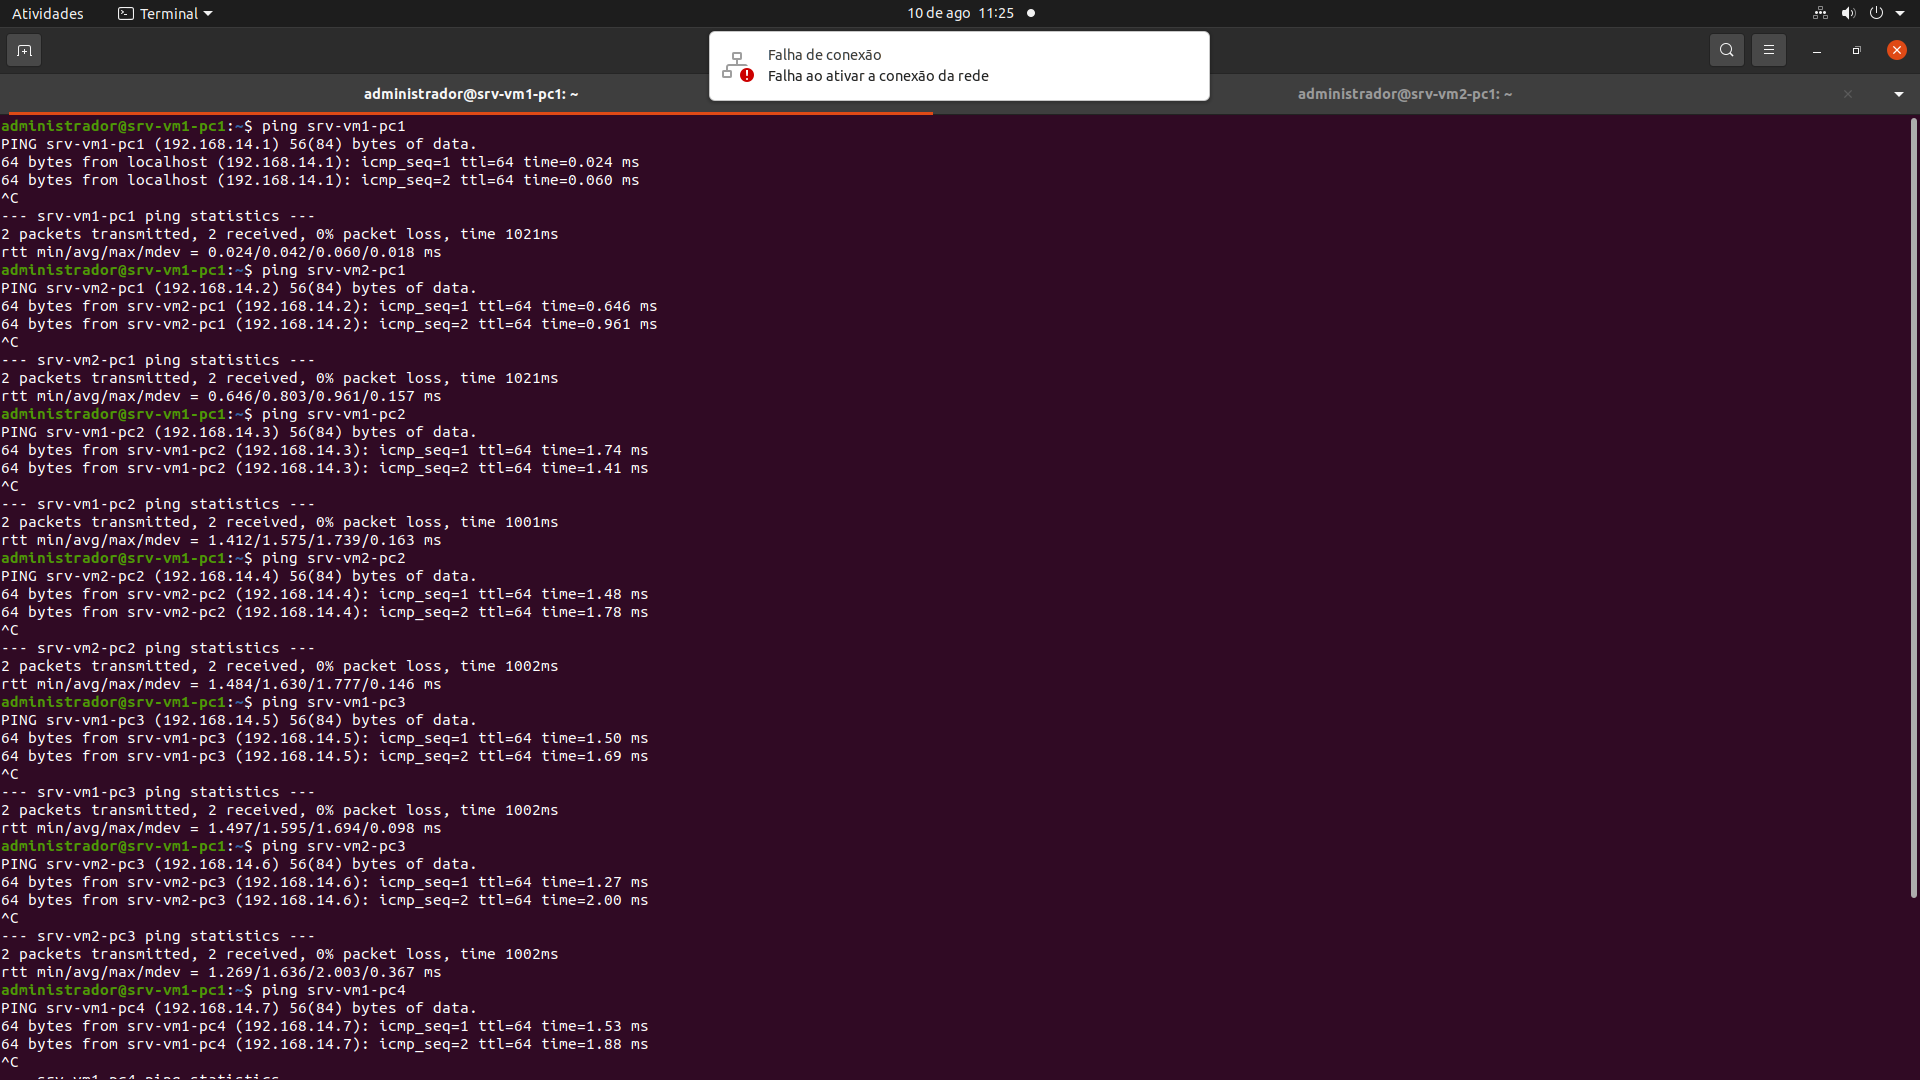 Atividades
Terminal
10 de ago 11:25
Falha de conexão
Falha ao ativar a conexão da rede
administrador@srv-vm1-pc1: ~
administrador@srv-vm2-pc1: ~
administrador@srv-vm1-pc1:~$ ping srv-vm1-pc1
PING srv-vm1-pc1 (192.168.14.1) 56(84) bytes of data.
64 bytes from localhost (192.168.14.1): icmp_seq=1 ttl=64 time=0.024 ms
64 bytes from localhost (192.168.14.1): icmp_seq=2 ttl=64 time=0.060 ms
^C
--- srv-vm1-pc1 ping statistics ---
2 packets transmitted, 2 received, 0% packet loss, time 1021ms
rtt min/avg/max/mdev = 0.024/0.042/0.060/0.018 ms
administrador@srv-vm1-pc1:~$ ping srv-vm2-pc1
PING srv-vm2-pc1 (192.168.14.2) 56(84) bytes of data.
64 bytes from srv-vm2-pc1 (192.168.14.2): icmp_seq=1 ttl=64 time=0.646 ms
64 bytes from srv-vm2-pc1 (192.168.14.2): icmp_seq=2 ttl=64 time=0.961 ms
^C
--- srv-vm2-pc1 ping statistics ---
2 packets transmitted, 2 received, 0% packet loss, time 1021ms
rtt min/avg/max/mdev = 0.646/0.803/0.961/0.157 ms
administrador@srv-vm1-pc1:~$ ping srv-vm1-pc2
PING srv-vm1-pc2 (192.168.14.3) 56(84) bytes of data.
64 bytes from srv-vm1-pc2 (192.168.14.3): icmp_seq=1 ttl=64 time=1.74 ms
64 bytes from srv-vm1-pc2 (192.168.14.3): icmp_seq=2 ttl=64 time=1.41 ms
^C
--- srv-vm1-pc2 ping statistics ---
2 packets transmitted, 2 received, 0% packet loss, time 1001ms
rtt min/avg/max/mdev = 1.412/1.575/1.739/0.163 ms
administrador@srv-vm1-pc1:~$ ping srv-vm2-pc2
PING srv-vm2-pc2 (192.168.14.4) 56(84) bytes of data.
64 bytes from srv-vm2-pc2 (192.168.14.4): icmp_seq=1 ttl=64 time=1.48 ms
64 bytes from srv-vm2-pc2 (192.168.14.4): icmp_seq=2 ttl=64 time=1.78 ms
^C
--- srv-vm2-pc2 ping statistics ---
2 packets transmitted, 2 received, 0% packet loss, time 1002ms
rtt min/avg/max/mdev = 1.484/1.630/1.777/0.146 ms
administrador@srv-vm1-pc1:~$ ping srv-vm1-pc3
PING srv-vm1-pc3 (192.168.14.5) 56(84) bytes of data.
64 bytes from srv-vm1-pc3 (192.168.14.5): icmp_seq=1 ttl=64 time=1.50 ms
64 bytes from srv-vm1-pc3 (192.168.14.5): icmp_seq=2 ttl=64 time=1.69 ms
^C
--- srv-vm1-pc3 ping statistics ---
2 packets transmitted, 2 received, 0% packet loss, time 1002ms
rtt min/avg/max/mdev = 1.497/1.595/1.694/0.098 ms
administrador@srv-vm1-pc1:~$ ping srv-vm2-pc3
PING srv-vm2-pc3 (192.168.14.6) 56(84) bytes of data.
64 bytes from srv-vm2-pc3 (192.168.14.6): icmp_seq=1 ttl=64 time=1.27 ms
64 bytes from srv-vm2-pc3 (192.168.14.6): icmp_seq=2 ttl=64 time=2.00 ms
^C
--- srv-vm2-pc3 ping statistics ---
2 packets transmitted, 2 received, 0% packet loss, time 1002ms
rtt min/avg/max/mdev = 1.269/1.636/2.003/0.367 ms
administrador@srv-vm1-pc1:~$ ping srv-vm1-pc4
PING srv-vm1-pc4 (192.168.14.7) 56(84) bytes of data.
64 bytes from srv-vm1-pc4 (192.168.14.7): icmp_seq=1 ttl=64 time=1.53 ms
64 bytes from srv-vm1-pc4 (192.168.14.7): icmp_seq=2 ttl=64 time=1.88 ms
^C